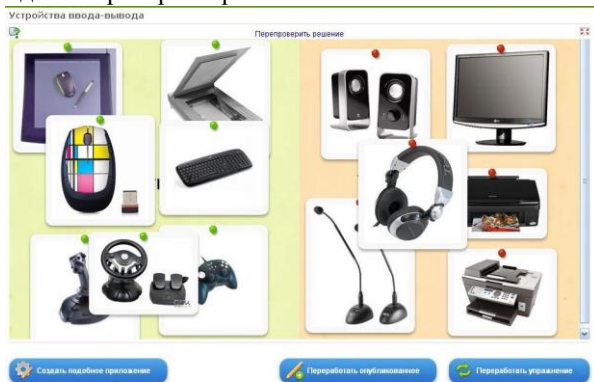 Устройства ввода-вывода
Перепроверить решение
Создать подобное приложение
Переработать опубликованное
Переработать упражнение